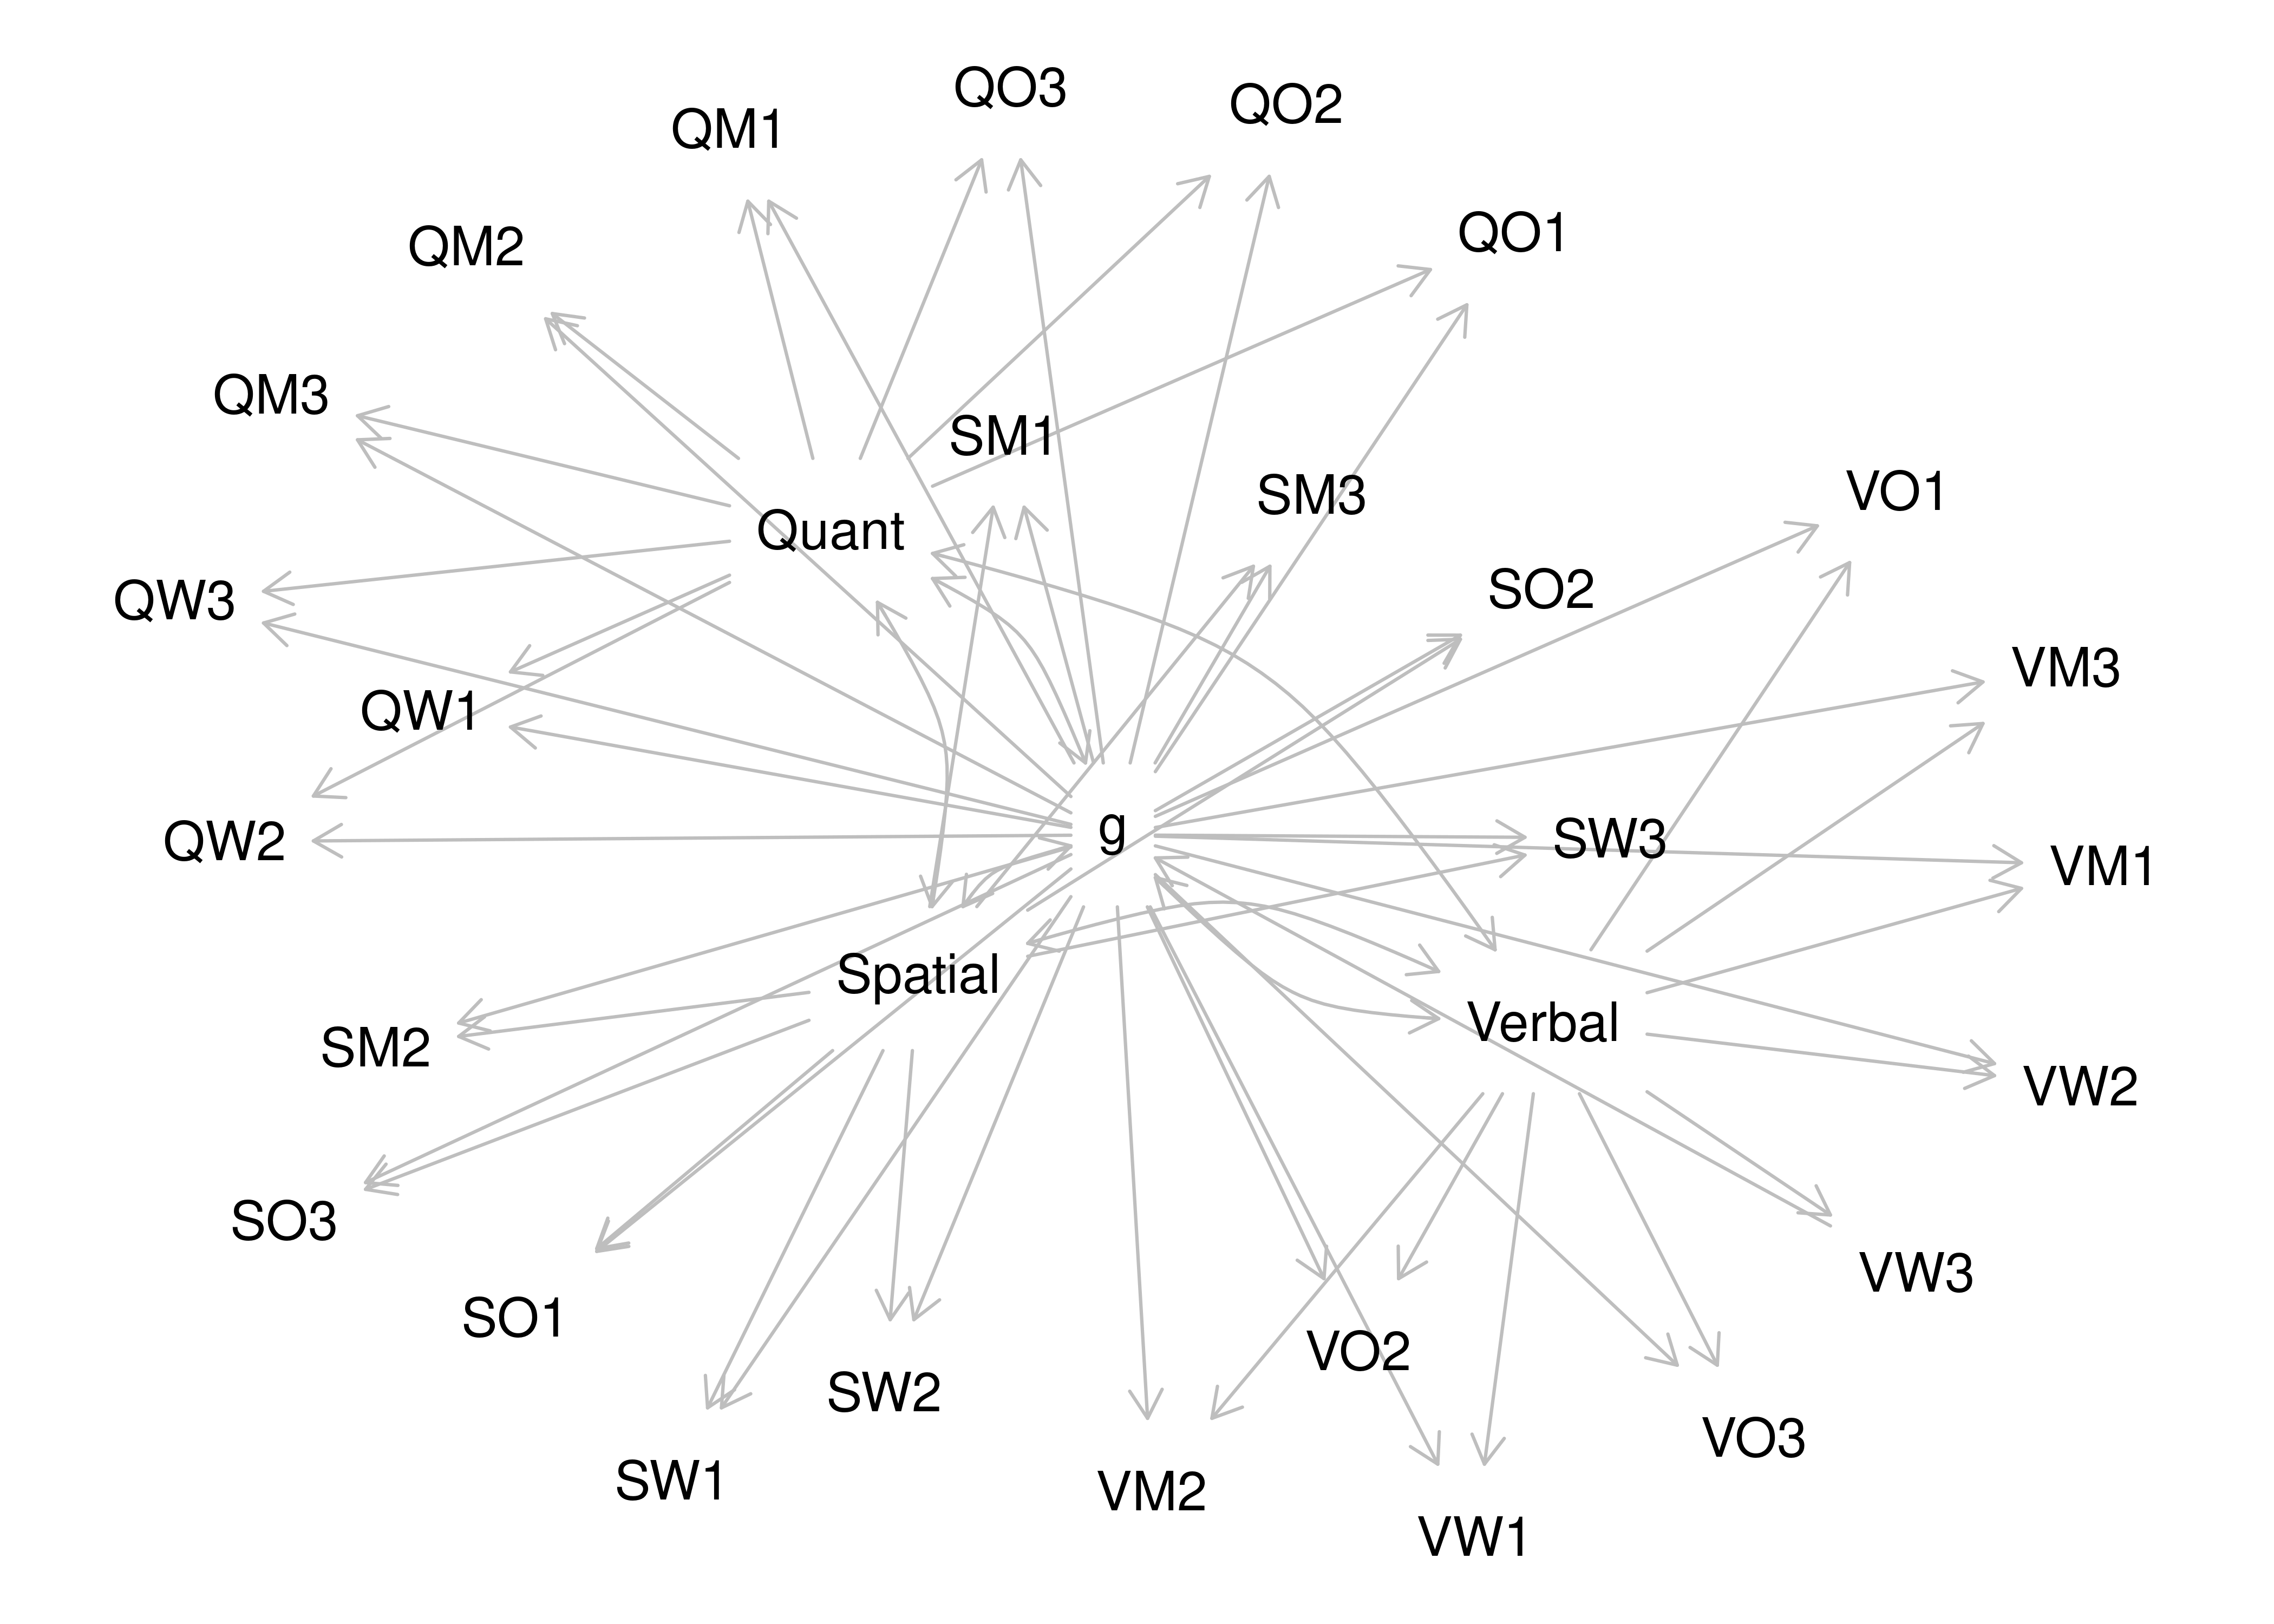 QO3
QO2
QM1
QO1
QM2
QM3
SM1
VO1
SM3
Quant
SO2
QW3
VM3
QW1
g
SW3
QW2
VM1
Spatial
Verbal
SM2
VW2
SO3
VW3
SO1
VO2
SW2
VO3
SW1
VM2
VW1